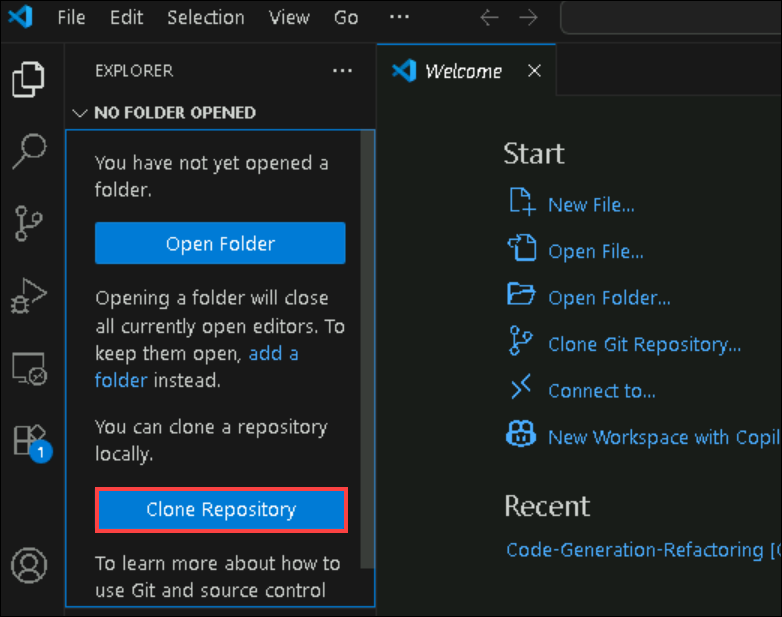 File Edit Selection View Go ...
EXPLORER ...
NO FOLDER OPENED
You have not yet opened a
folder.
Open Folder
Opening a folder will close
all currently open editors. To
keep them open, add a
folder instead.
You can clone a repository
locally.
Clone Repository
To learn more about how to
use Git and source control
1
Welcome
Start
New File...
Open File...
Open Folder...
Clone Git Repository...
Connect to...
New Workspace with Copil
Recent
Code-Generation-Refactoring [